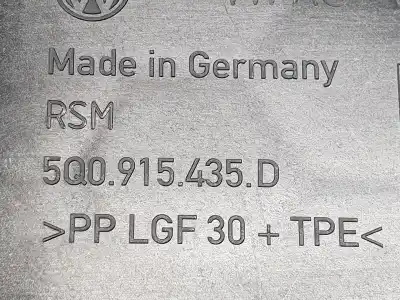 Made in Germany
RSM
5Q0.915.435.D
>PP LGF 30 + TPE<